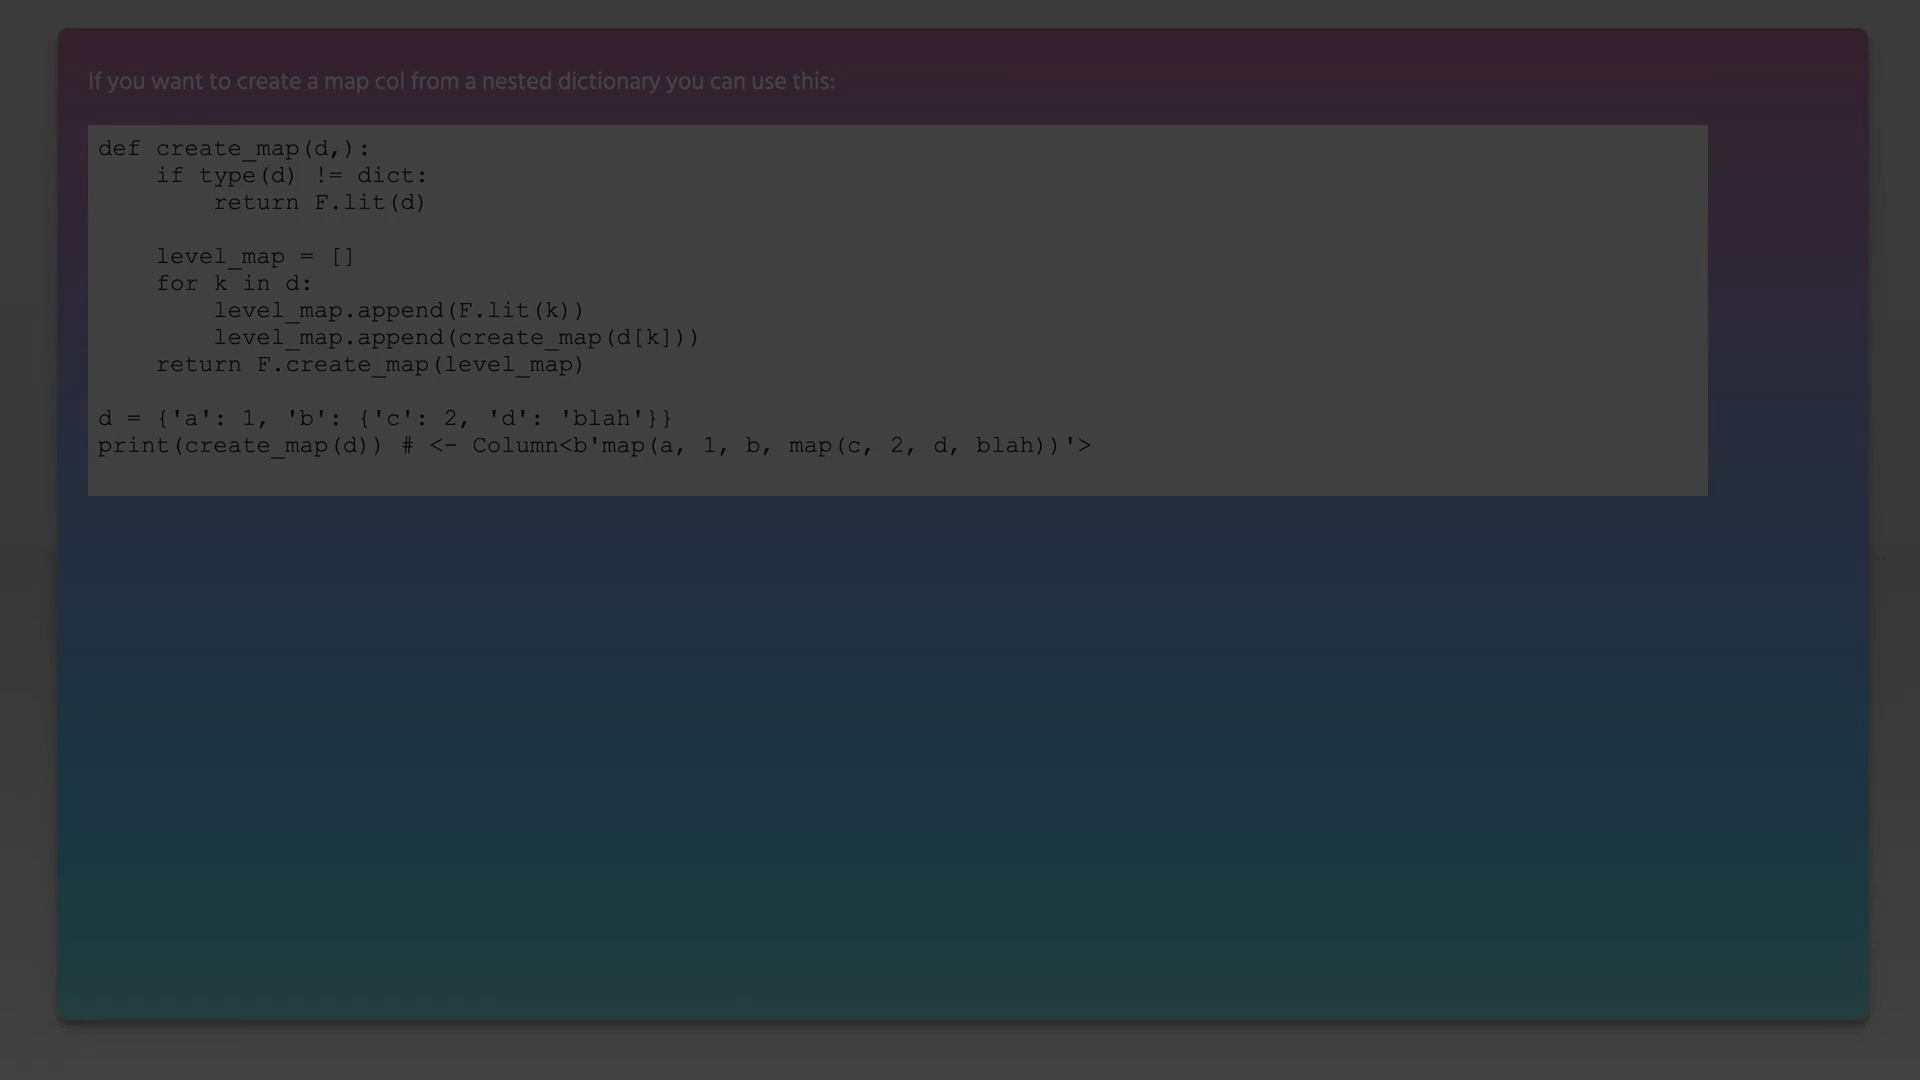 If you want to create a map col from a nested dictionary you can use this:
def create_map(d,):
    if type(d) != dict:
        return F.lit(d)

    level_map = []
    for k in d:
        level_map.append(F.lit(k))
        level_map.append(create_map(d[k]))
    return F.create_map(level_map)

d = {'a': 1, 'b': {'c': 2, 'd': 'blah'}}
print(create_map(d)) # <- Column<b'map(a, 1, b, map(c, 2, d, blah))'>